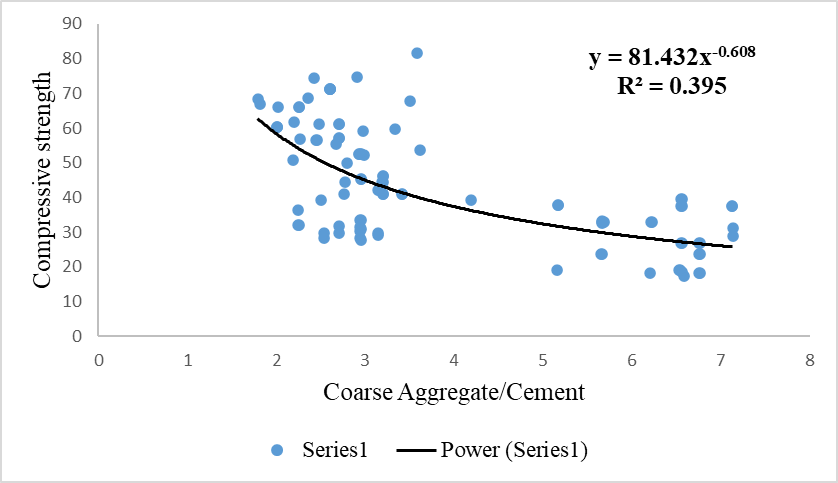 y = 81.432x^-0.608
R² = 0.395
90
80
70
60
50
40
30
20
10
0
Compressive strength
0 1 2 3 4 5 6 7 8
Coarse Aggregate/Cement
Series1 Power (Series1)